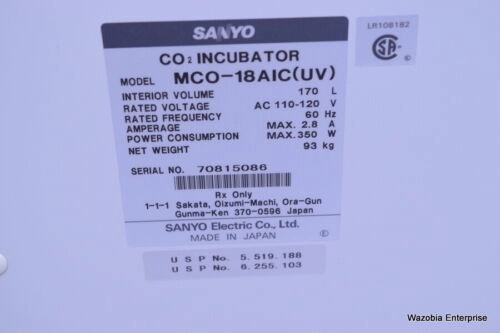 SANYO
LR108182
CO₂ INCUBATOR
MODEL MCO-18AIC(UV)
INTERIOR VOLUME 170 L
RATED VOLTAGE AC 110-120 V
RATED FREQUENCY 60 Hz
AMPERAGE MAX. 2.8 A
POWER CONSUMPTION MAX. 350 W
NET WEIGHT 93 kg
SERIAL NO. 70815086
Rx Only
1-1-1 Sakata, Oizumi-Machi, Ora-Gun
Gunma-Ken 370-0596 Japan
SANYO Electric Co., Ltd.
MADE IN JAPAN
U S P No. 5.519.188
U S P No. 6.255.103
Wazobia Enterprise